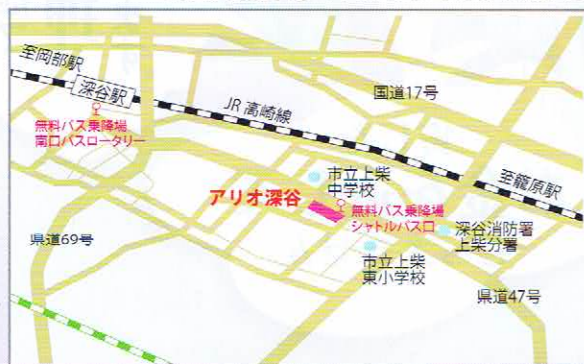 至岡部駅
深谷駅
無料バス乗降場
南口バスロータリー
JR 高崎線
国道17号
市立上柴
中学校
至籠原駅
アリオ深谷
無料バス乗降場
シャトルバス口
深谷消防署
上柴分署
県道69号
市立上柴
東小学校
県道47号